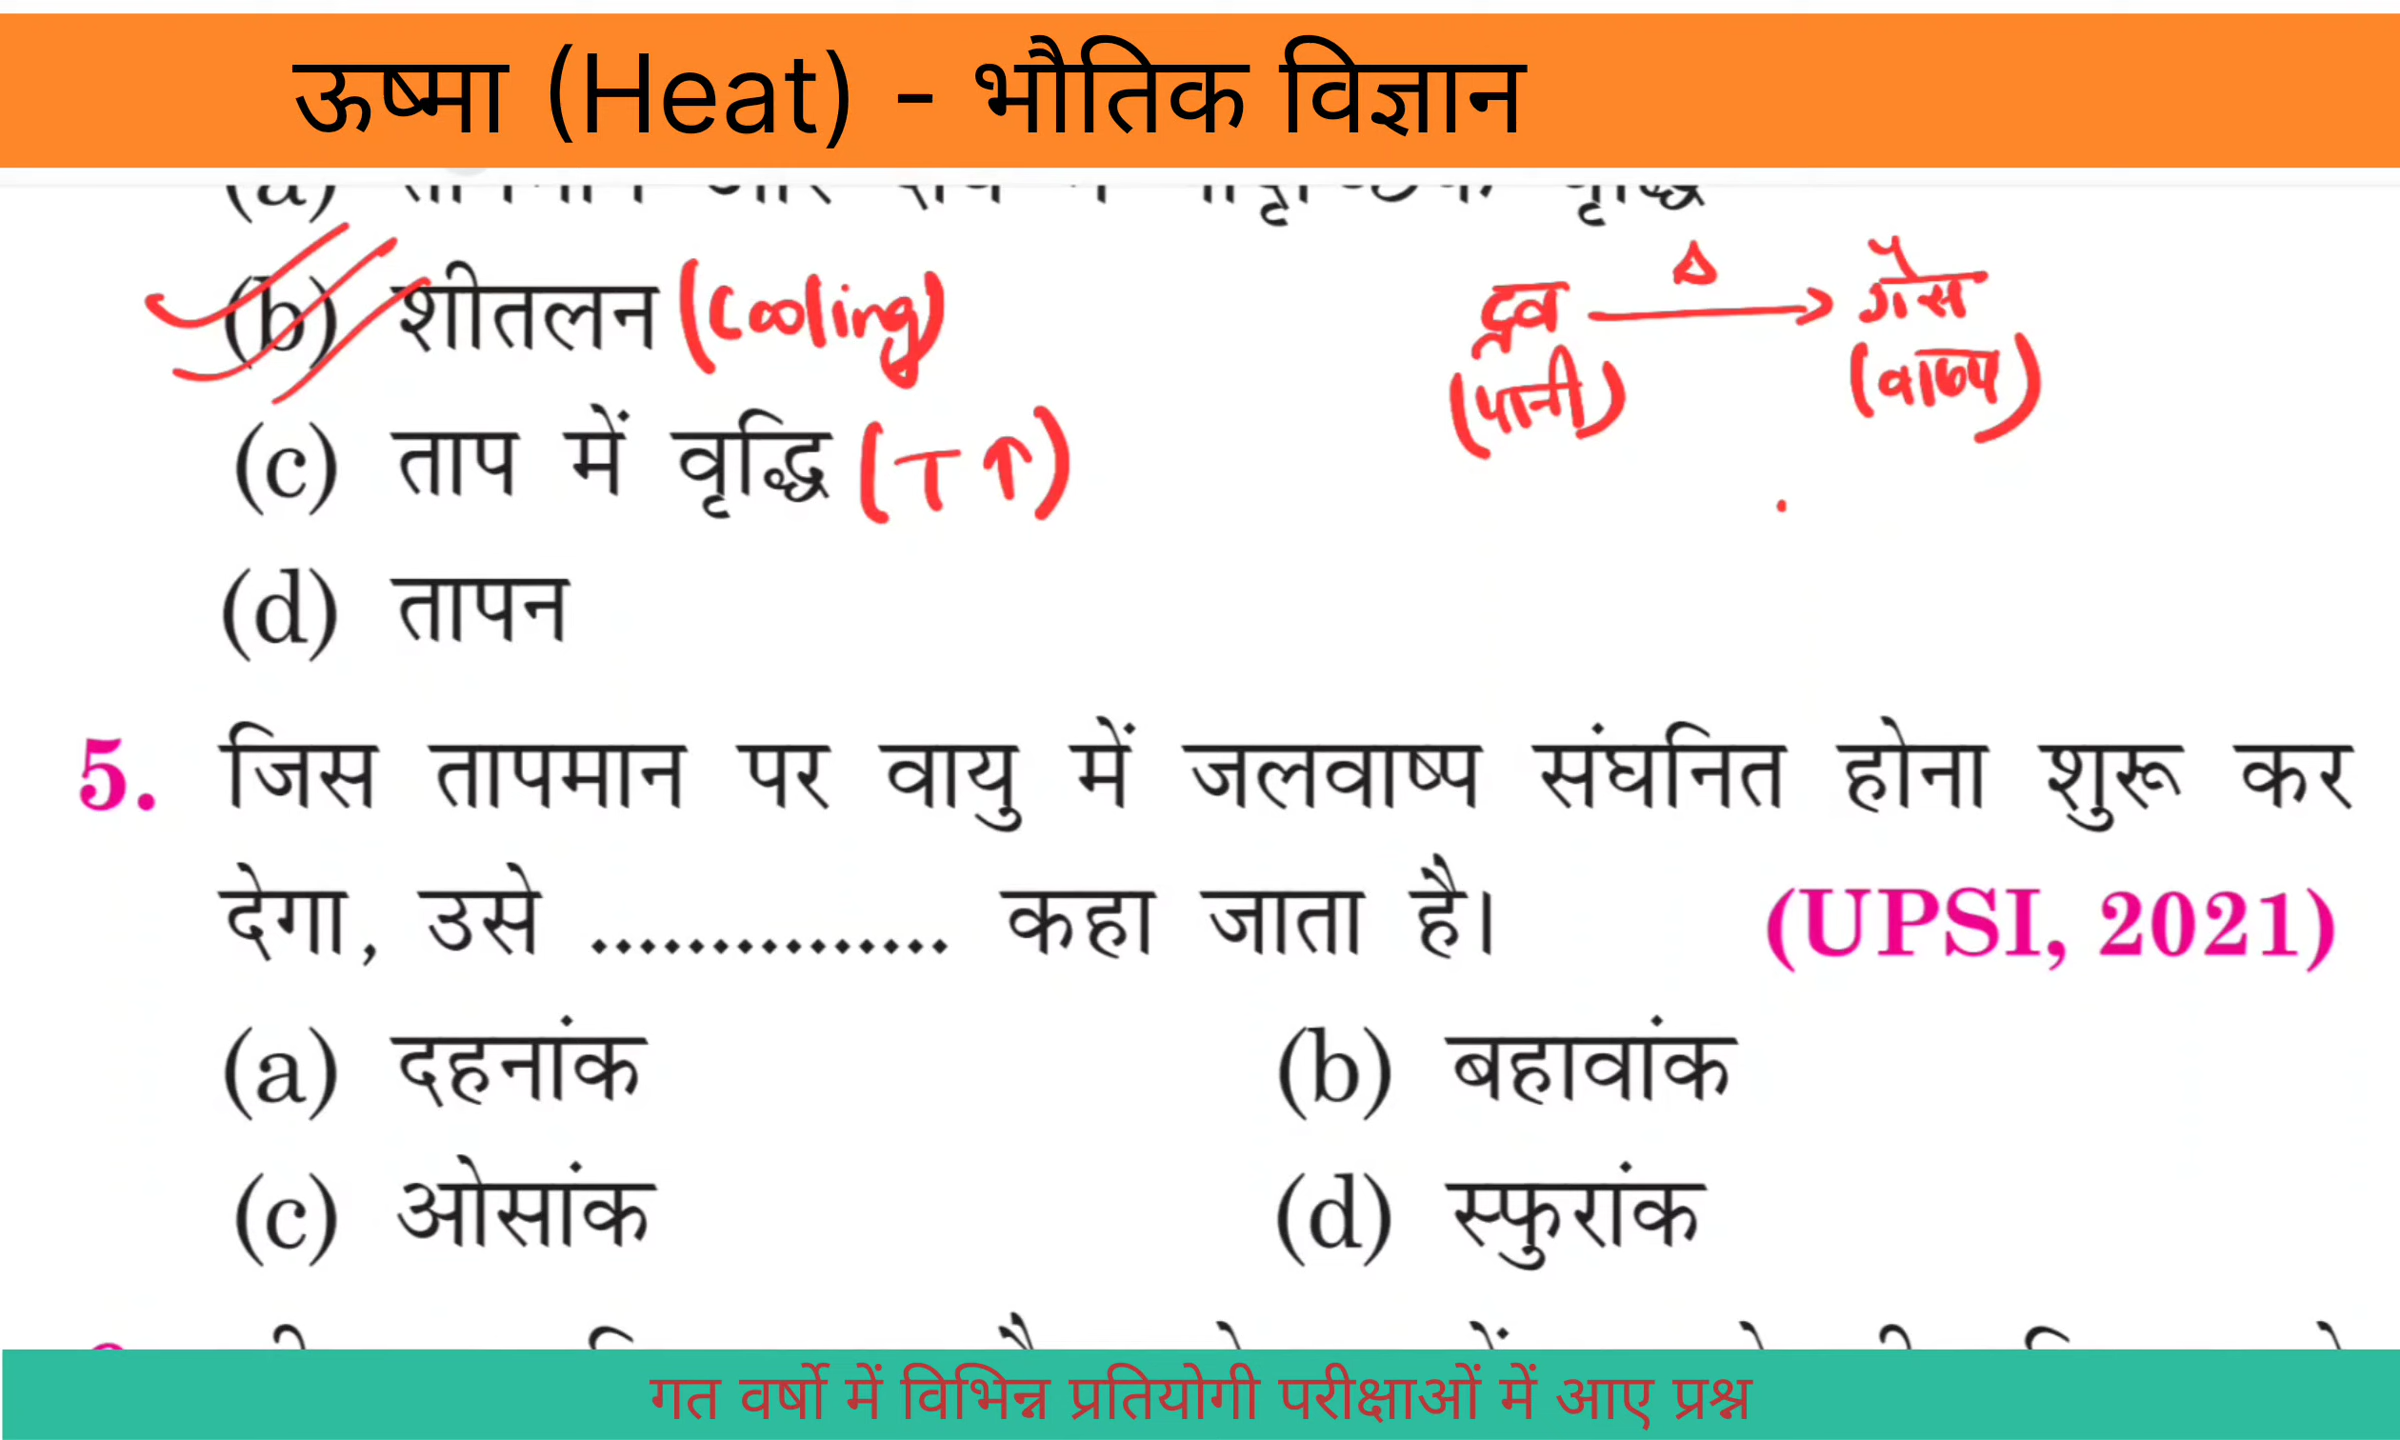 ऊष्मा (Heat) - भौतिक विज्ञान
(b) शीतलन (Cooling)
द्रव Δ → गैस
(पानी) (वाष्प)
(c) ताप में वृद्धि (T↑)
(d) तापन
5. जिस तापमान पर वायु में जलवाष्प संघनित होना शुरू कर
देगा, उसे ............... कहा जाता है। (UPSI, 2021)
(a) दहनांक (b) बहावांक
(c) ओसांक (d) स्फुरांक
गत वर्षो में विभिन्न प्रतियोगी परीक्षाओं में आए प्रश्न